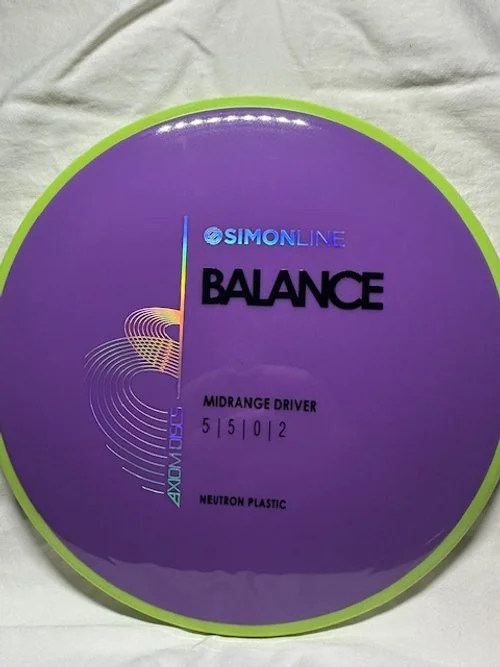 SIMONLINE
BALANCE
MIDRANGE DRIVER
5 | 5 | 0 | 2
AXIOM DISCS
NEUTRON PLASTIC